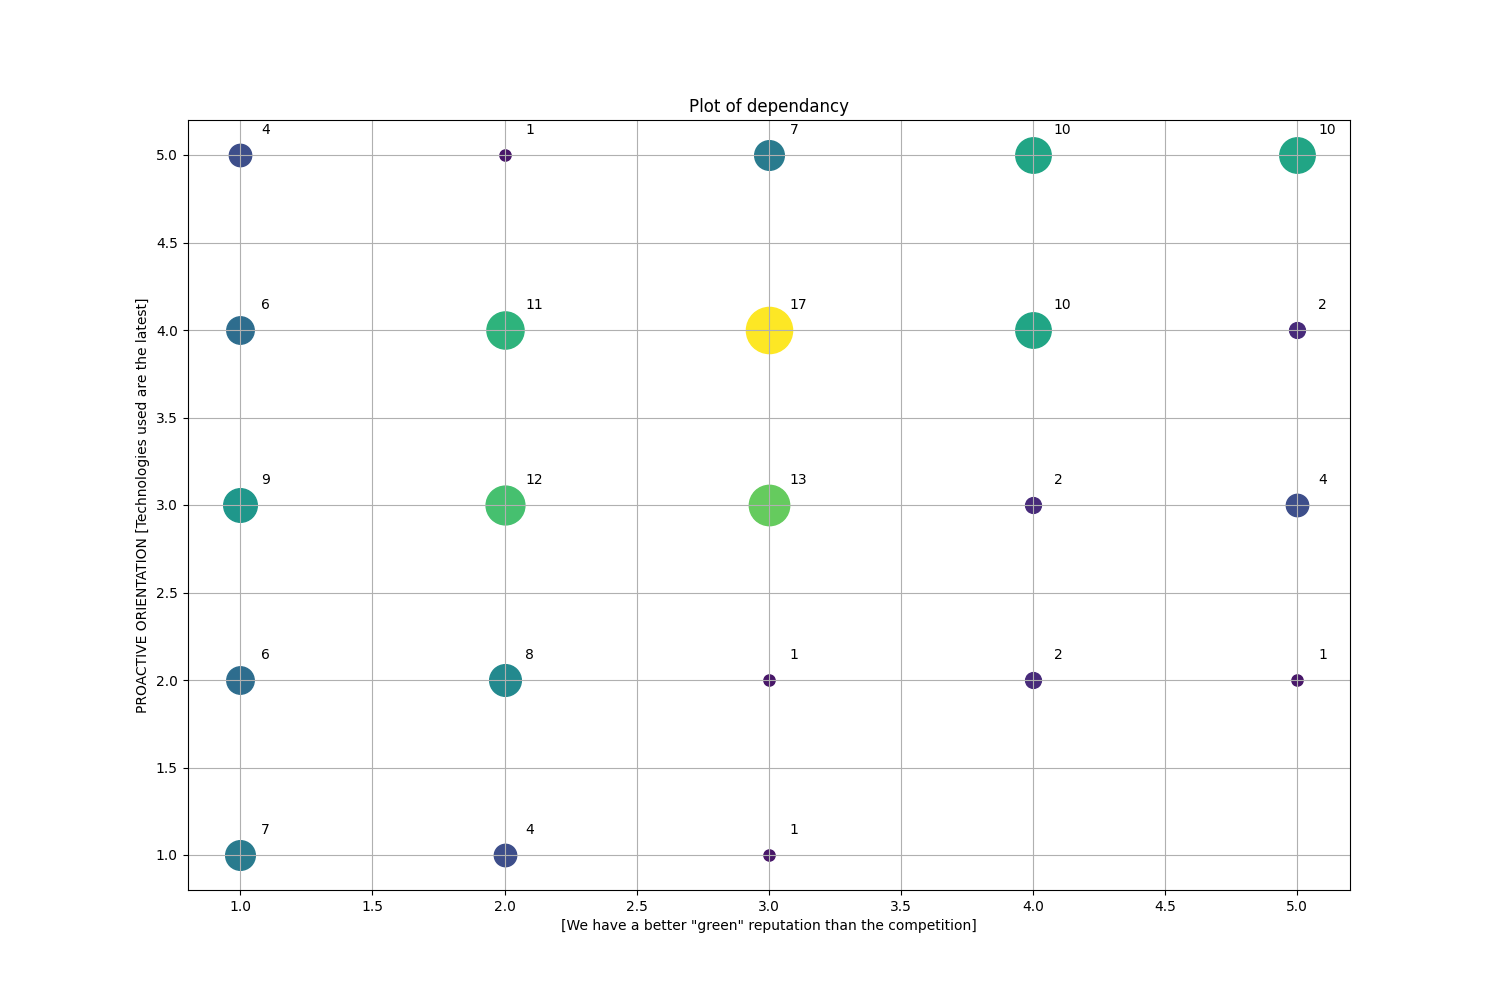 Plot of dependancy
4 1 7 10 10
5.0
4.5
6 11 17 10 2
4.0
3.5
9 12 13 2 4
3.0
2.5
6 8 1 2 1
2.0
1.5
7 4 1
1.0
PROACTIVE ORIENTATION [Technologies used are the latest]
1.0 1.5 2.0 2.5 3.0 3.5 4.0 4.5 5.0
[We have a better "green" reputation than the competition]